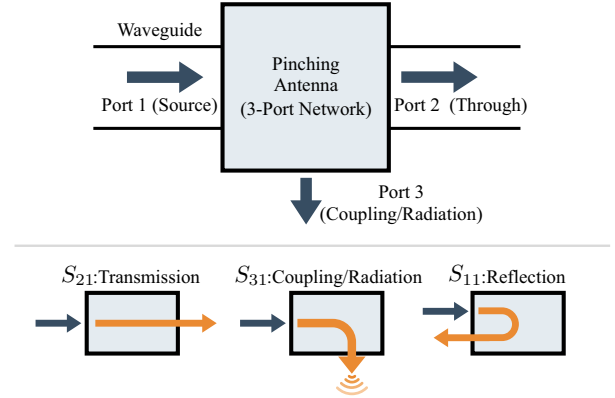 Waveguide
Pinching
Antenna
(3-Port Network)
Port 1 (Source)
Port 2 (Through)
Port 3
(Coupling/Radiation)
S₂₁:Transmission
S₃₁:Coupling/Radiation
S₁₁:Reflection